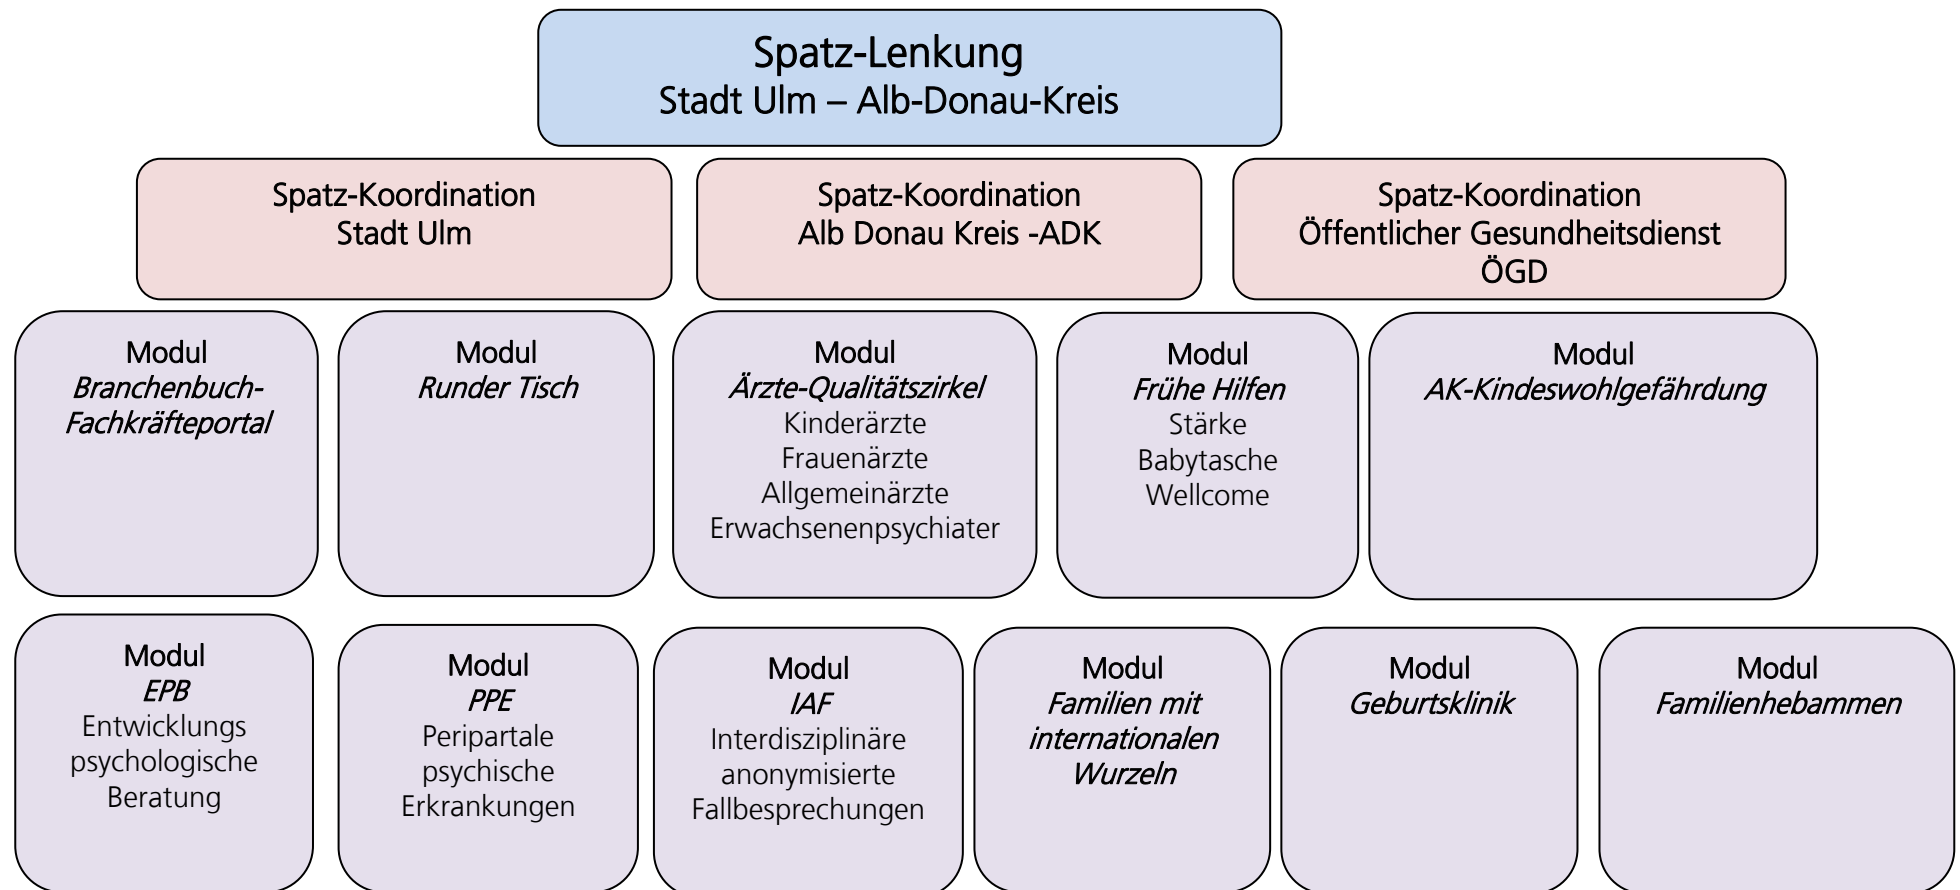 Spatz-Lenkung
Stadt Ulm – Alb-Donau-Kreis
Spatz-Koordination
Stadt Ulm
Spatz-Koordination
Alb Donau Kreis -ADK
Spatz-Koordination
Öffentlicher Gesundheitsdienst
ÖGD
Modul
Branchenbuch-
Fachkräfteportal
Modul
Runder Tisch
Modul
Ärzte-Qualitätszirkel
Kinderärzte
Frauenärzte
Allgemeinärzte
Erwachsenenpsychiater
Modul
Frühe Hilfen
Stärke
Babytasche
Wellcome
Modul
AK-Kindeswohlgefährdung
Modul
EPB
Entwicklungs
psychologische
Beratung
Modul
PPE
Peripartale
psychische
Erkrankungen
Modul
IAF
Interdisziplinäre
anonymisierte
Fallbesprechungen
Modul
Familien mit
internationalen
Wurzeln
Modul
Geburtsklinik
Modul
Familienhebammen